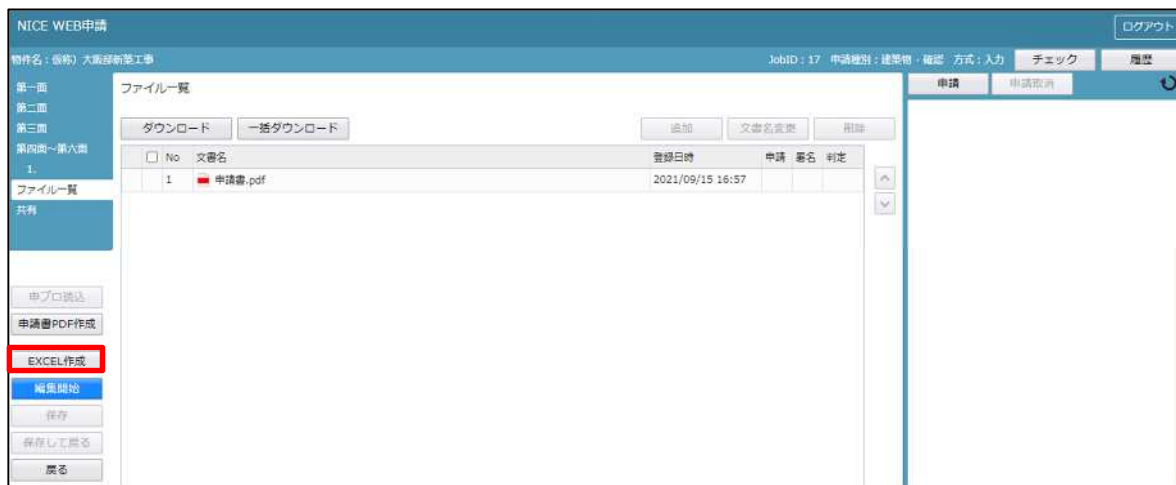 NICE WEB申請
ログアウト
物件名：仮称）大阪邸新築工事
JobID：17 申請種別：建築物 - 確認 方式：入力
チェック
履歴
第一面
第二面
第三面
第四面～第六面
1.
ファイル一覧
共有
ファイル一覧
ダウンロード
一括ダウンロード
追加
文書名変更
削除
No 文書名 登録日時 申請 署名 判定
1 申請書.pdf 2021/09/15 16:57
申請
申請取消
申プロ読込
申請書PDF作成
EXCEL作成
編集開始
保存
保存して戻る
戻る